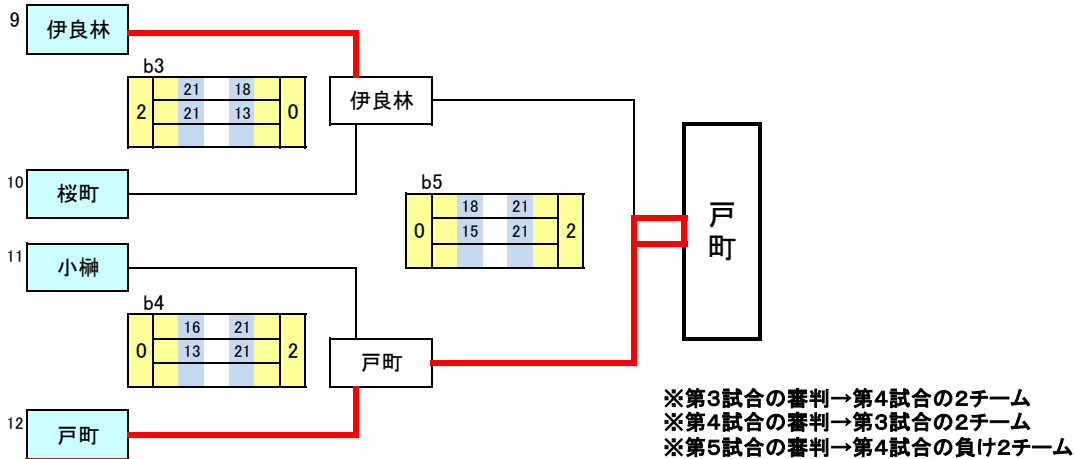 9
伊良林
b3
21 18
2 21 13 0
伊良林
10
桜町
b5
18 21
0 15 21 2
戸町
11
小榊
b4
16 21
0 13 21 2
戸町
12
戸町
※第3試合の審判→第4試合の2チーム
※第4試合の審判→第3試合の2チーム
※第5試合の審判→第4試合の負け2チーム